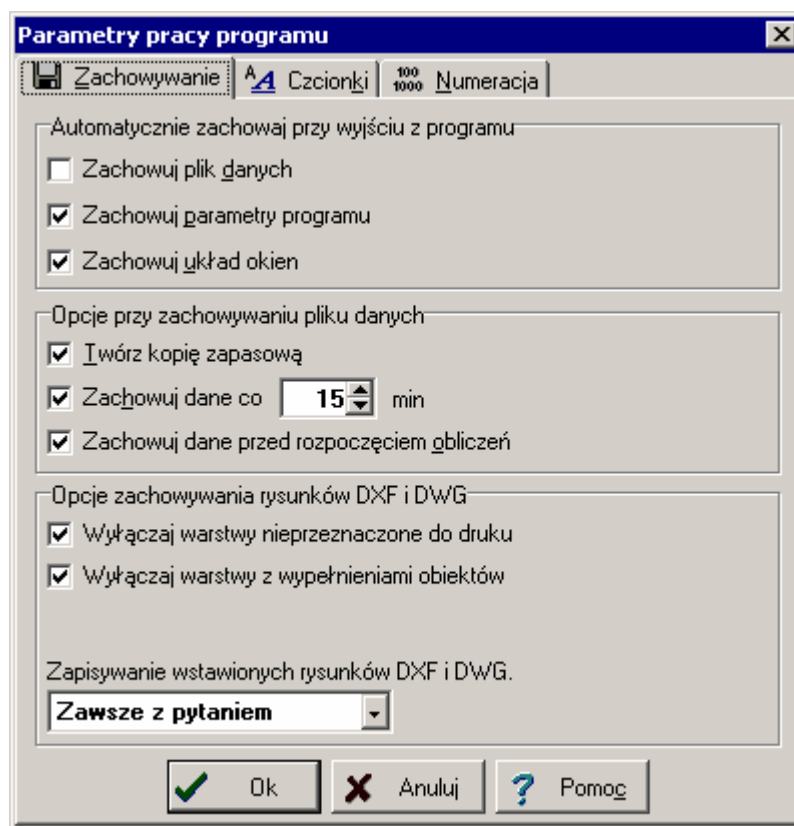 Parametry pracy programu
Zachowywanie AA Czcionki 100 1000 Numeracja
Automatycznie zachowaj przy wyjściu z programu
Zachowuj plik danych
Zachowuj parametry programu
Zachowuj układ okien
Opcje przy zachowywaniu pliku danych
Twórz kopię zapasową
Zachowuj dane co 15 min
Zachowuj dane przed rozpoczęciem obliczeń
Opcje zachowywania rysunków DXF i DWG
Wyłączaj warstwy nieprzeznaczone do druku
Wyłączaj warstwy z wypełnieniami obiektów
Zapisywanie wstawionych rysunków DXF i DWG.
Zawsze z pytaniem
Ok Anuluj ? Pomoc